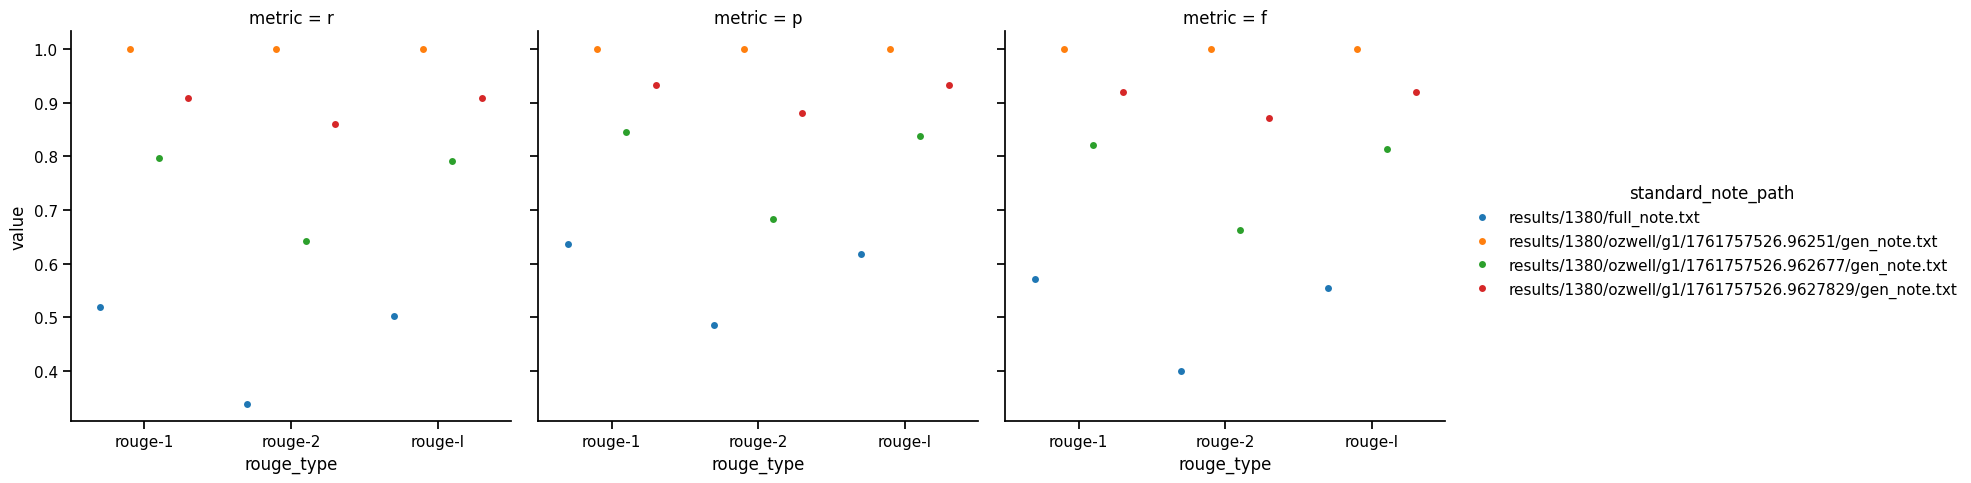 metric = r
metric = p
metric = f
value
1.0
0.9
0.8
0.7
0.6
0.5
0.4
rouge-1
rouge-2
rouge-l
rouge_type
rouge-1
rouge-2
rouge-l
rouge_type
rouge-1
rouge-2
rouge-l
rouge_type
standard_note_path
results/1380/full_note.txt
results/1380/ozwell/g1/1761757526.96251/gen_note.txt
results/1380/ozwell/g1/1761757526.962677/gen_note.txt
results/1380/ozwell/g1/1761757526.9627829/gen_note.txt